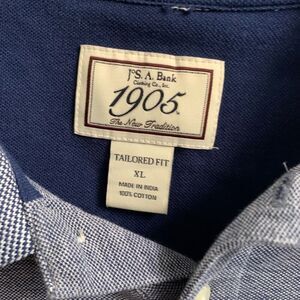 JoS. A. Bank
Clothing Co., Inc.
1905
The New Tradition
TAILORED FIT
XL
MADE IN INDIA
100% COTTON